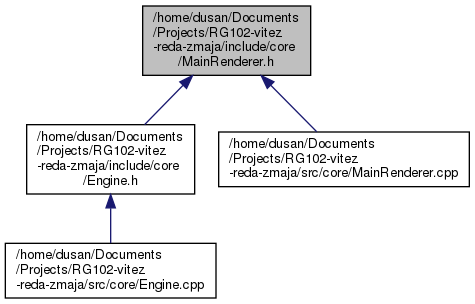 /home/dusan/Documents
/Projects/RG102-vitez
-reda-zmaja/include/core
/MainRenderer.h
/home/dusan/Documents
/Projects/RG102-vitez
-reda-zmaja/include/core
/Engine.h
/home/dusan/Documents
/Projects/RG102-vitez
-reda-zmaja/src/core/MainRenderer.cpp
/home/dusan/Documents
/Projects/RG102-vitez
-reda-zmaja/src/core/Engine.cpp